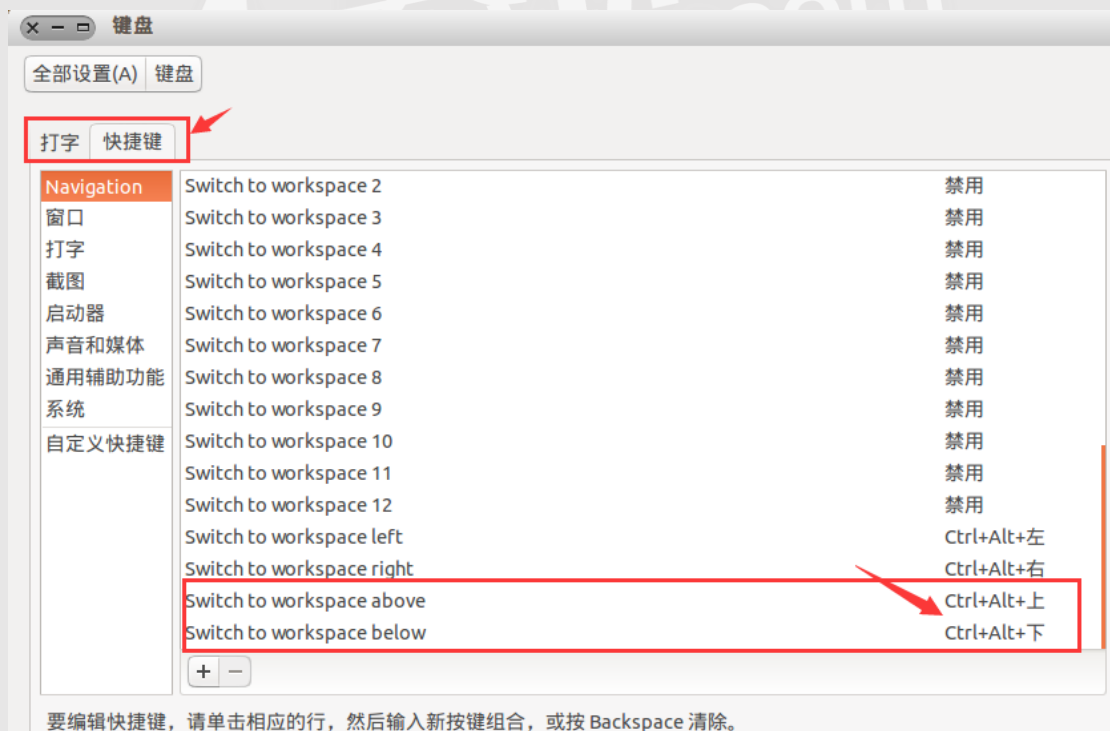 键盘
全部设置(A) 键盘
打字 快捷键
Navigation
窗口
打字
截图
启动器
声音和媒体
通用辅助功能
系统
自定义快捷键
Switch to workspace 2 禁用
Switch to workspace 3 禁用
Switch to workspace 4 禁用
Switch to workspace 5 禁用
Switch to workspace 6 禁用
Switch to workspace 7 禁用
Switch to workspace 8 禁用
Switch to workspace 9 禁用
Switch to workspace 10 禁用
Switch to workspace 11 禁用
Switch to workspace 12 禁用
Switch to workspace left Ctrl+Alt+左
Switch to workspace right Ctrl+Alt+右
Switch to workspace above Ctrl+Alt+上
Switch to workspace below Ctrl+Alt+下
要编辑快捷键，请单击相应的行，然后输入新按键组合，或按 Backspace 清除。